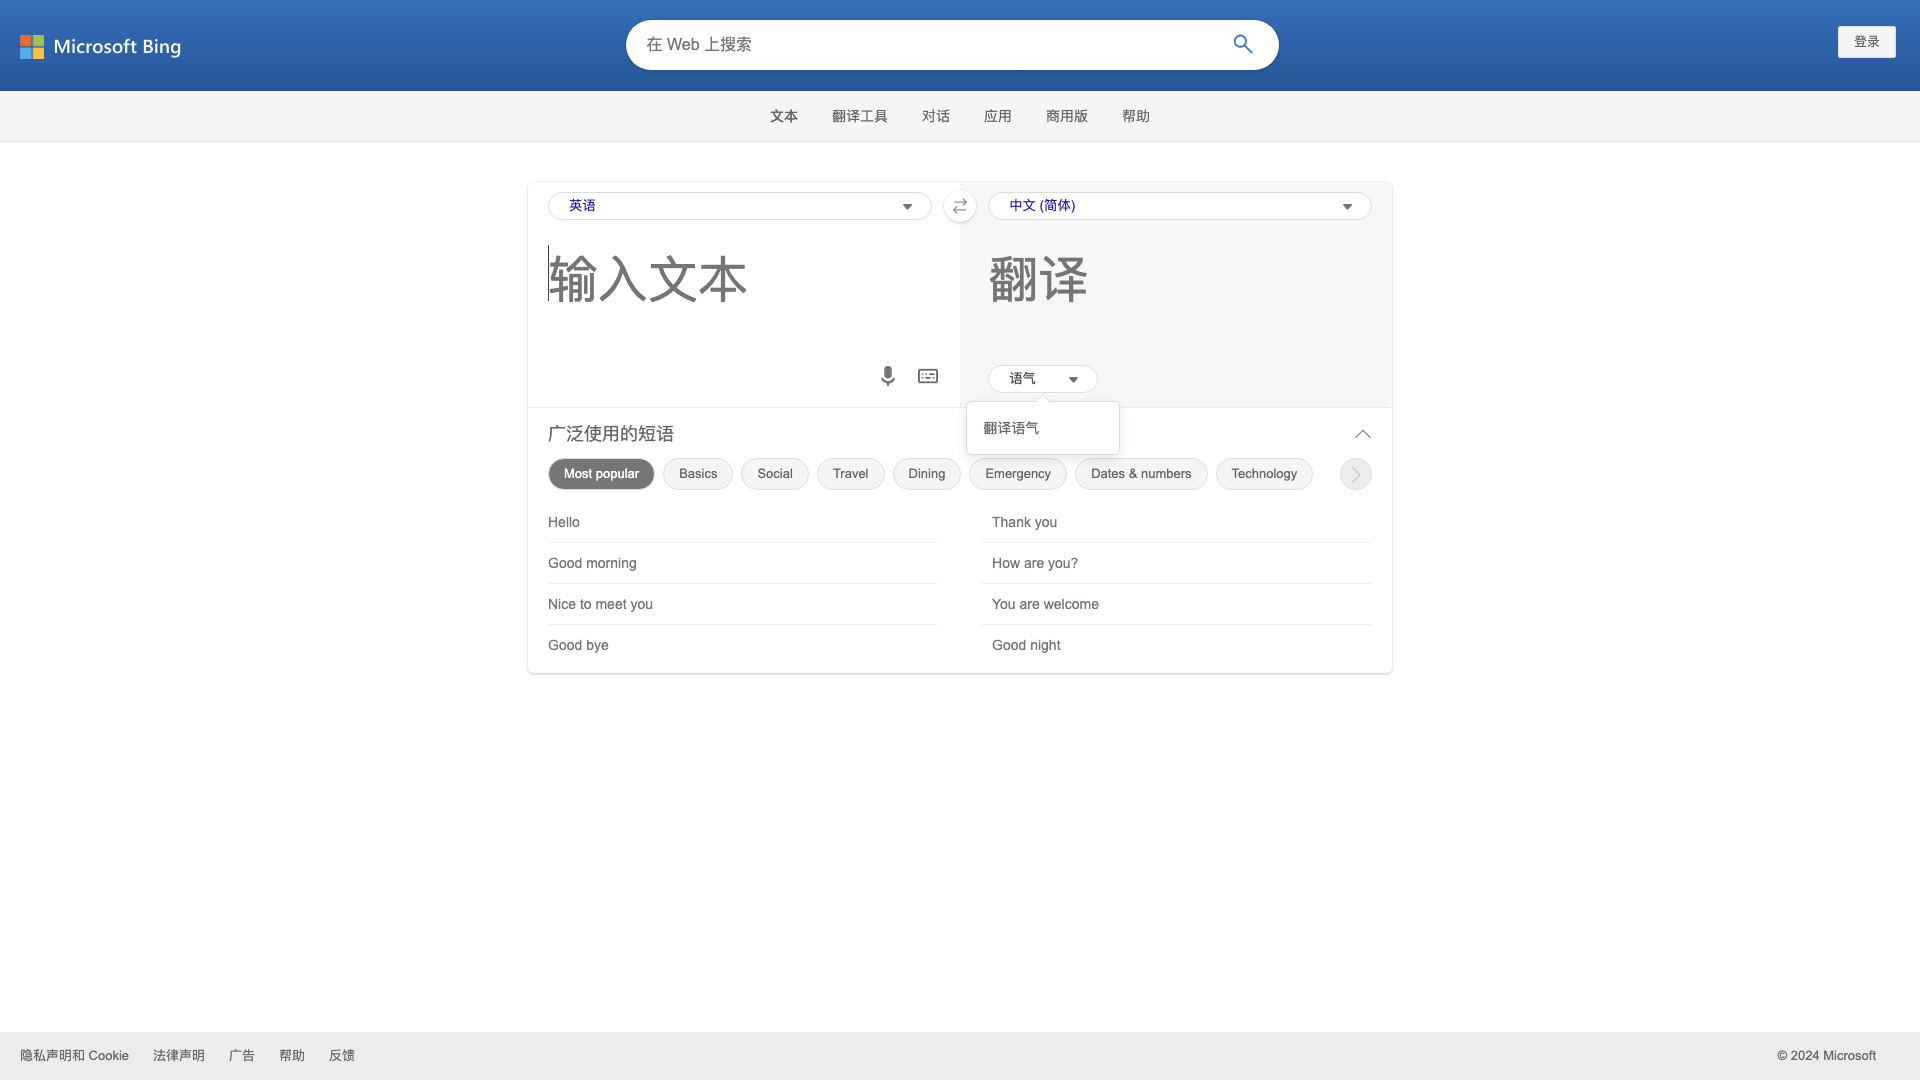 Microsoft Bing
在 Web 上搜索
登录
文本
翻译工具
对话
应用
商用版
帮助
英语
中文 (简体)
输入文本
翻译
语气
翻译语气
广泛使用的短语
Most popular
Basics
Social
Travel
Dining
Emergency
Dates & numbers
Technology
Hello
Thank you
Good morning
How are you?
Nice to meet you
You are welcome
Good bye
Good night
隐私声明和 Cookie
法律声明
广告
帮助
反馈
© 2024 Microsoft